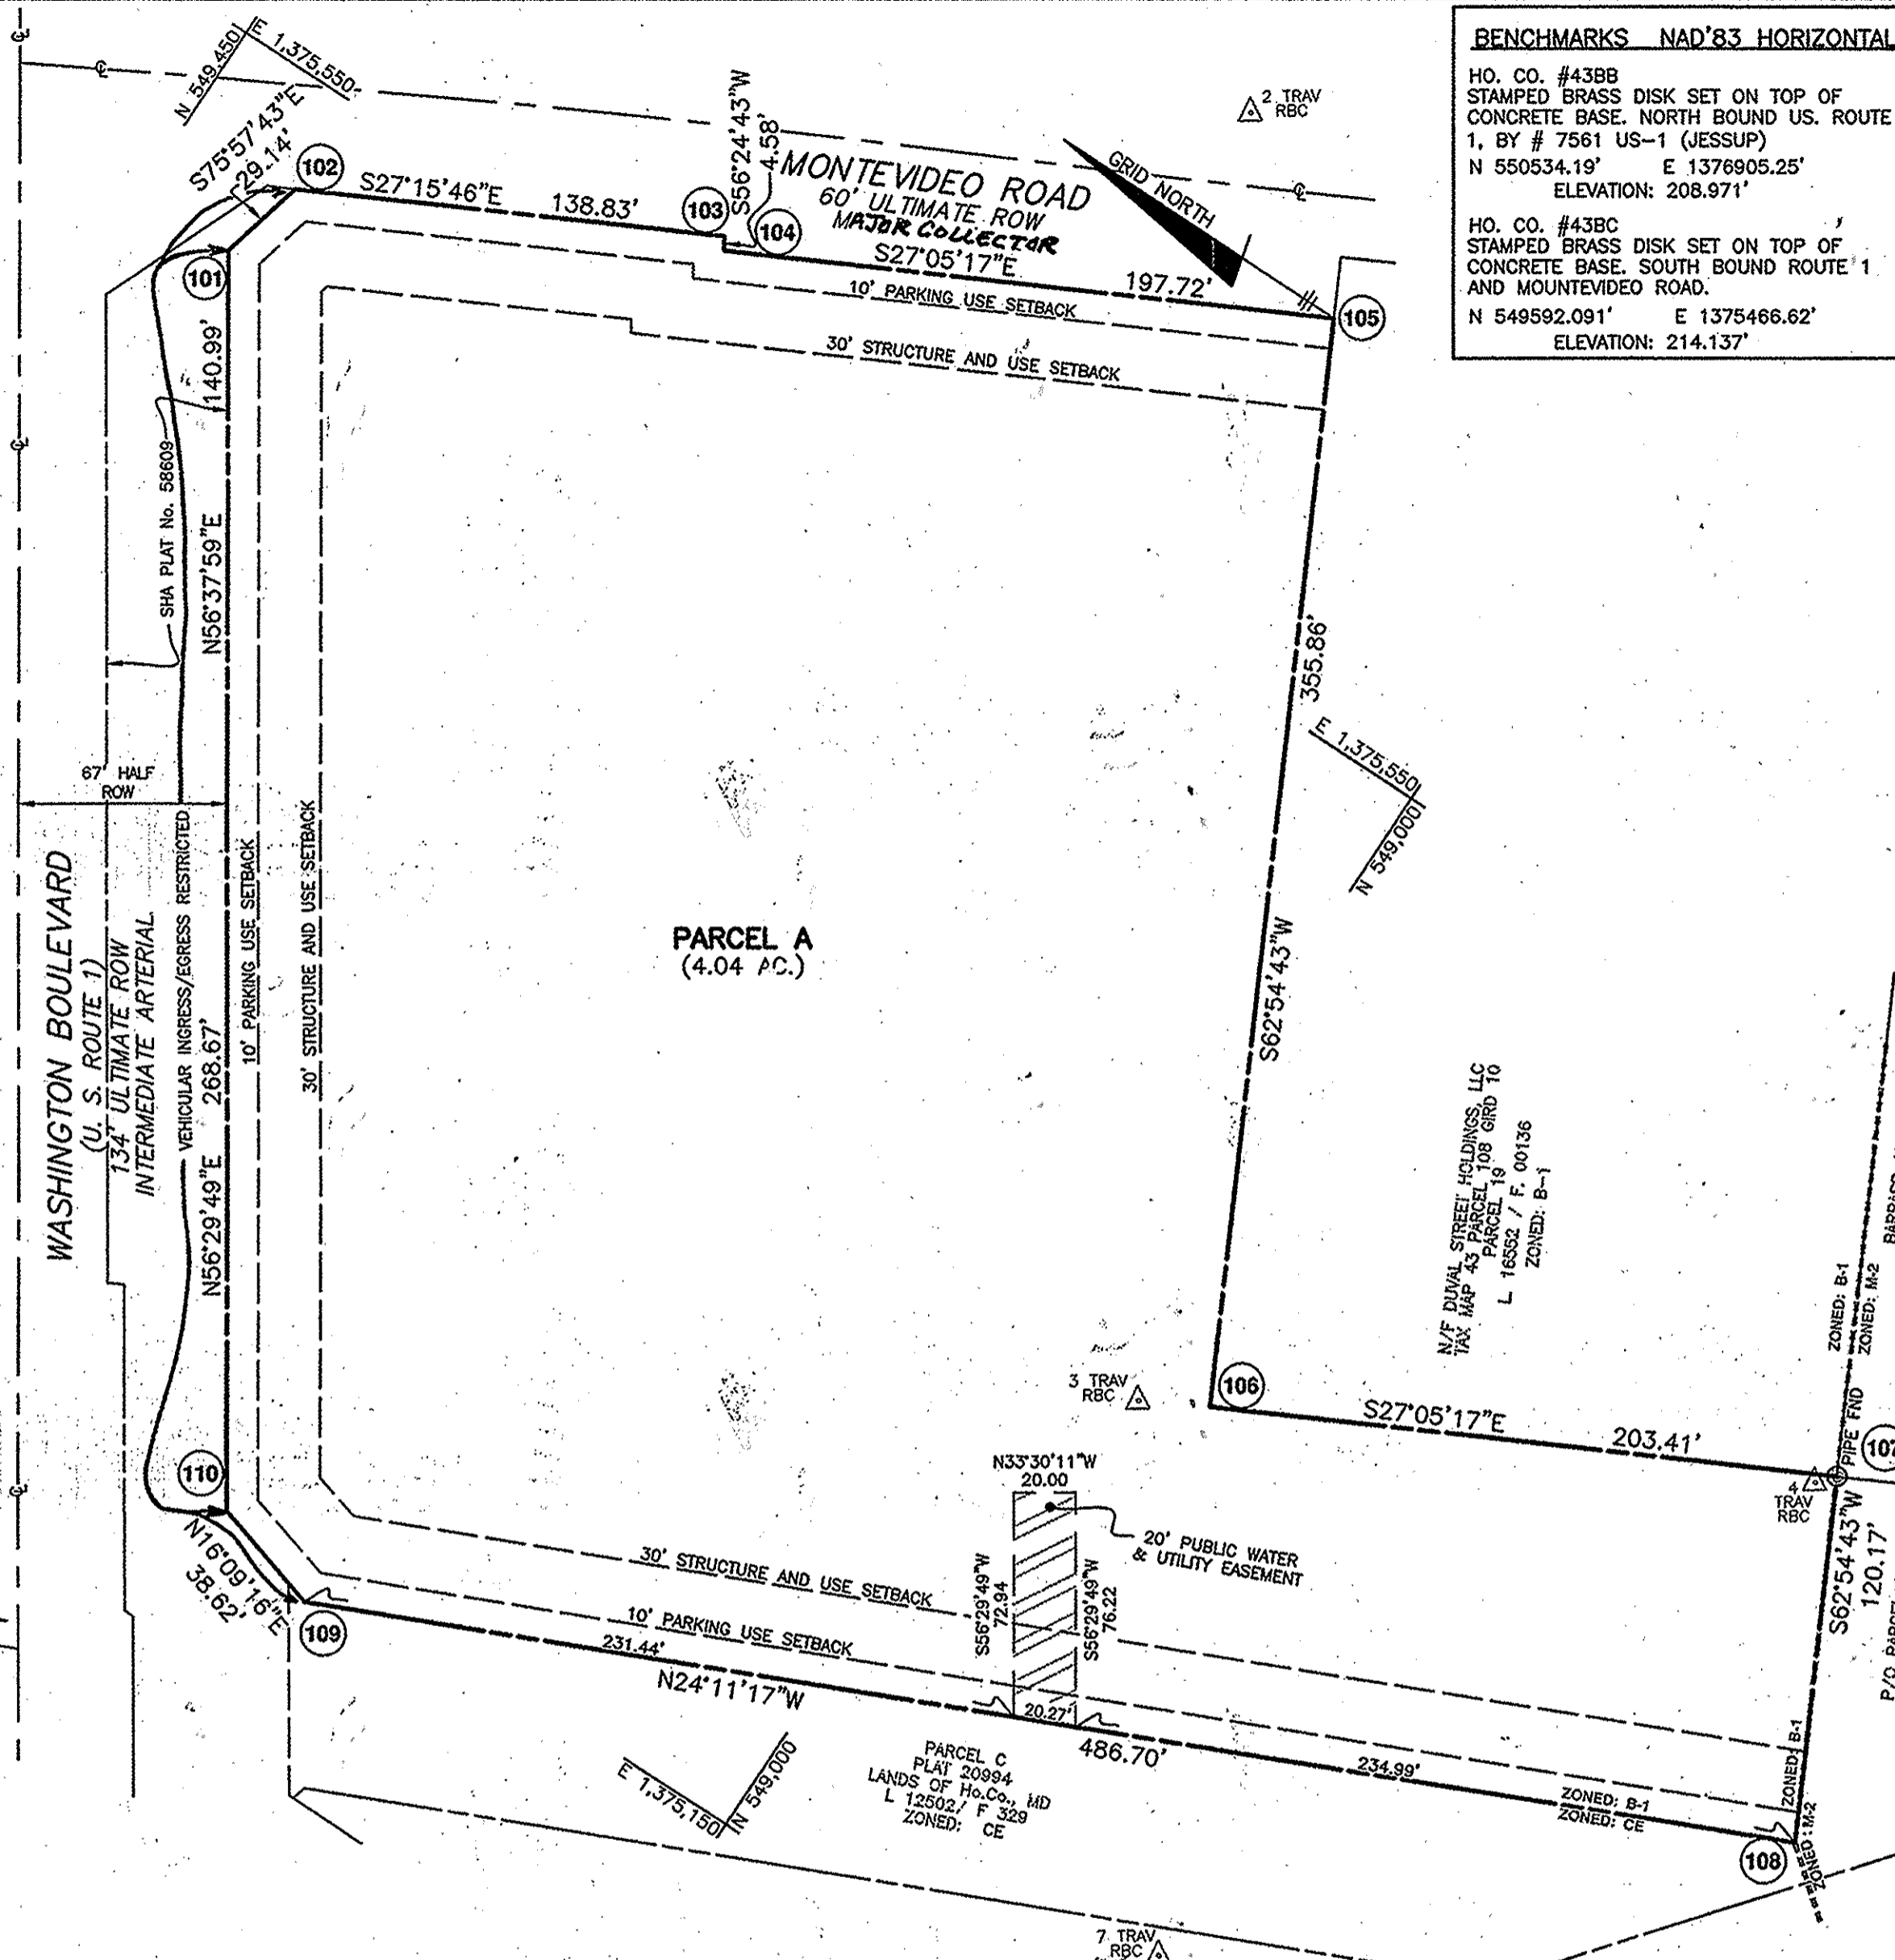 BENCHMARKS NAD'83 HORIZONTAL
HO. CO. #43BB
STAMPED BRASS DISK SET ON TOP OF
CONCRETE BASE. NORTH BOUND US. ROUTE
1, BY # 7561 US-1 (JESSUP)
N 550534.19' E 1376905.25'
ELEVATION: 208.971'
HO. CO. #43BC
STAMPED BRASS DISK SET ON TOP OF
CONCRETE BASE. SOUTH BOUND ROUTE 1
AND MOUNTEVIDEO ROAD.
N 549592.091' E 1375466.62'
ELEVATION: 214.137'
N 549,450
E 1,375,550
S75°57'43"E
29.14'
102
S27°15'46"E 138.83'
103
S56°24'43"W
4.58'
104
MONTEVIDEO ROAD
60' ULTIMATE ROW
MAJOR COLLECTOR
S27°05'17"E 197.72'
2 TRAV
RBC
GRID NORTH
105
10' PARKING USE SETBACK
30' STRUCTURE AND USE SETBACK
101
140.99'
N56°37'59"E
SHA PLAT No. 58609
67' HALF
ROW
WASHINGTON BOULEVARD
(U. S. ROUTE 1)
134' ULTIMATE ROW
INTERMEDIATE ARTERIAL
VEHICULAR INGRESS/EGRESS RESTRICTED
N56°29'49"E 268.67'
10' PARKING USE SETBACK
30' STRUCTURE AND USE SETBACK
PARCEL A
(4.04 AC.)
355.86'
S62°54'43"W
E 1,375,550
N 549,000
N/F DUVAL STREET HOLDINGS, LLC
TAX MAP 43 PARCEL 108 GIRD 10
PARCEL 19
L 16552 / F. 00136
ZONED: B-1
ZONED: B-1
ZONED: M-2
3 TRAV
RBC
106
S27°05'17"E 203.41'
PIPE FND
107
4
TRAV
RBC
S62°54'43"W
120.17'
110
N16°09'16"E
38.62'
109
N33°30'11"W
20.00
20' PUBLIC WATER
& UTILITY EASEMENT
S56°29'49"W
72.94
S56°29'49"W
76.22
30' STRUCTURE AND USE SETBACK
10' PARKING USE SETBACK
231.44'
N24°11'17"W
20.27'
486.70'
234.99'
ZONED: B-1
ZONED: CE
ZONED: B-1
ZONED: M-2
108
E 1,375,150
N 549,000
PARCEL C
PLAT 20994
LANDS OF Ho.Co., MD
L 12502/ F 329
ZONED: CE
7 TRAV
RBC